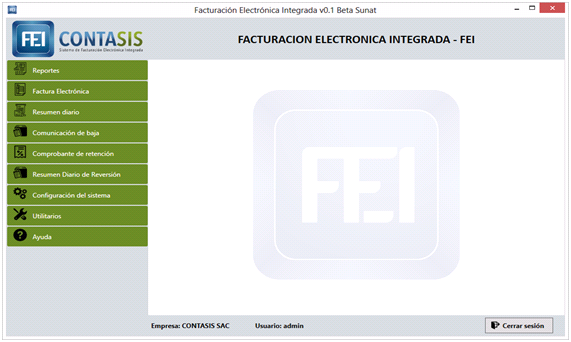 Facturación Electrónica Integrada v0.1 Beta Sunat
FEI CONTASIS
Sistema de Facturación Electrónica Integrada
FACTURACION ELECTRONICA INTEGRADA - FEI
Reportes
Factura Electrónica
Resumen diario
Comunicación de baja
Comprobante de retención
Resumen Diario de Reversión
Configuración del sistema
Utilitarios
Ayuda
FEI
Empresa: CONTASIS SAC Usuario: admin Cerrar sesión